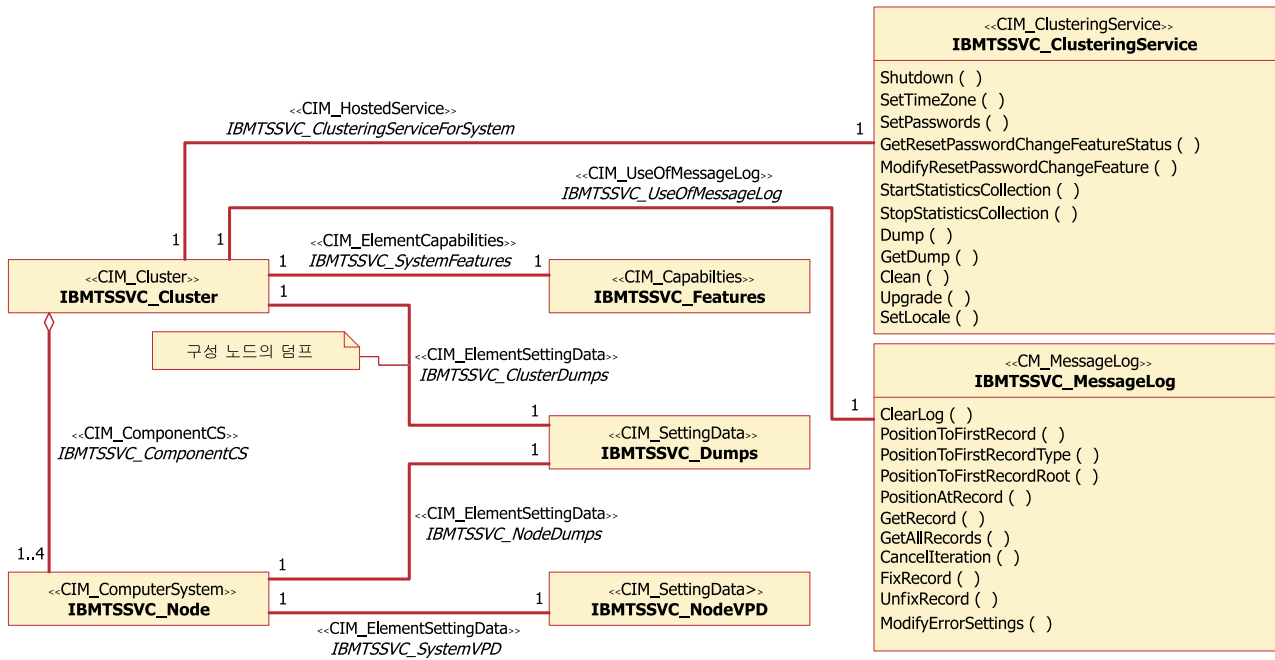 <<CIM_ClusteringService>>
IBMTSSVC_ClusteringService
Shutdown ( )
SetTimeZone ( )
SetPasswords ( )
GetResetPasswordChangeFeatureStatus ( )
ModifyResetPasswordChangeFeature ( )
StartStatisticsCollection ( )
StopStatisticsCollection ( )
Dump ( )
GetDump ( )
Clean ( )
Upgrade ( )
SetLocale ( )
<<CIM_HostedService>>
IBMTSSVC_ClusteringServiceForSystem
1
<<CIM_UseOfMessageLog>>
IBMTSSVC_UseOfMessageLog
1
1
<<CIM_ElementCapabilities>>
IBMTSSVC_SystemFeatures
1
1
<<CIM_Cluster>>
IBMTSSVC_Cluster
<<CIM_Capabilties>>
IBMTSSVC_Features
1
구성 노드의 덤프
<<CIM_ElementSettingData>>
IBMTSSVC_ClusterDumps
<<CM_MessageLog>>
IBMTSSVC_MessageLog
ClearLog ( )
PositionToFirstRecord ( )
PositionToFirstRecordType ( )
PositionToFirstRecordRoot ( )
PositionAtRecord ( )
GetRecord ( )
GetAllRecords ( )
CancelIteration ( )
FixRecord ( )
UnfixRecord ( )
ModifyErrorSettings ( )
1
1
<<CIM_ComponentCS>>
IBMTSSVC_ComponentCS
<<CIM_SettingData>>
IBMTSSVC_Dumps
1
<<CIM_ElementSettingData>>
IBMTSSVC_NodeDumps
1..4
1
<<CIM_ComputerSystem>>
IBMTSSVC_Node
1
1
<<CIM_SettingData>
IBMTSSVC_NodeVPD
<<CIM_ElementSettingData>>
IBMTSSVC_SystemVPD